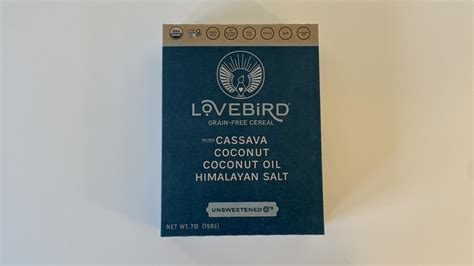 LOVEBIRD
GRAIN-FREE CEREAL
CASSAVA
COCONUT
COCONUT OIL
HIMALAYAN SALT
UNSWEETENED
NET WT. 7oz (198G)